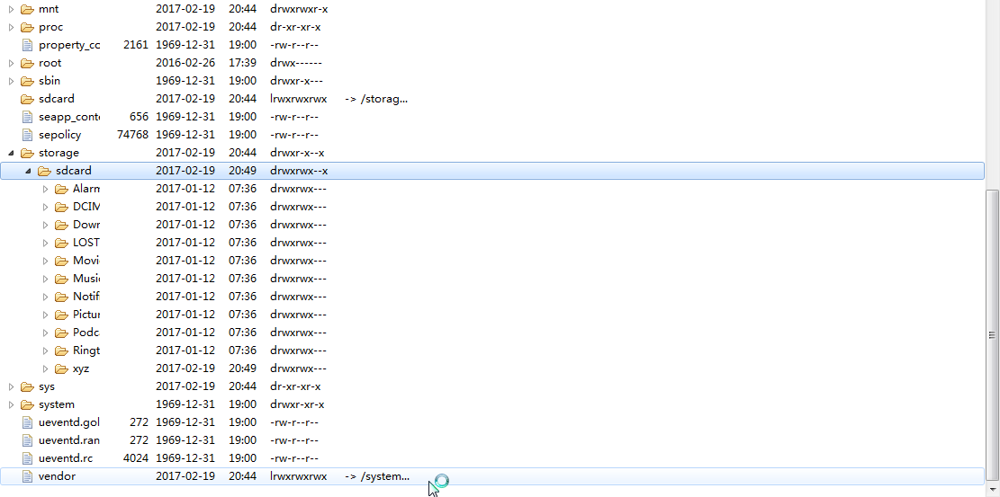 mnt 2017-02-19 20:44 drwxrwxr-x
proc 2017-02-19 20:44 dr-xr-xr-x
property_cc 2161 1969-12-31 19:00 -rw-r--r--
root 2016-02-26 17:39 drwx------
sbin 1969-12-31 19:00 drwxr-x---
sdcard 2017-02-19 20:44 lrwxrwxrwx -> /storag...
seapp_cont 656 1969-12-31 19:00 -rw-r--r--
sepolicy 74768 1969-12-31 19:00 -rw-r--r--
storage 2017-02-19 20:44 drwxr-x--x
sdcard 2017-02-19 20:49 drwxrwx--x
Alarm 2017-01-12 07:36 drwxrwx---
DCIM 2017-01-12 07:36 drwxrwx---
Down 2017-01-12 07:36 drwxrwx---
LOST 2017-01-12 07:36 drwxrwx---
Movi 2017-01-12 07:36 drwxrwx---
Musi 2017-01-12 07:36 drwxrwx---
Notif 2017-01-12 07:36 drwxrwx---
Pictu 2017-01-12 07:36 drwxrwx---
Podc 2017-01-12 07:36 drwxrwx---
Ringt 2017-01-12 07:36 drwxrwx---
xyz 2017-02-19 20:49 drwxrwx---
sys 2017-02-19 20:44 dr-xr-xr-x
system 1969-12-31 19:00 drwxr-xr-x
ueventd.gol 272 1969-12-31 19:00 -rw-r--r--
ueventd.ran 272 1969-12-31 19:00 -rw-r--r--
ueventd.rc 4024 1969-12-31 19:00 -rw-r--r--
vendor 2017-02-19 20:44 lrwxrwxrwx -> /system...